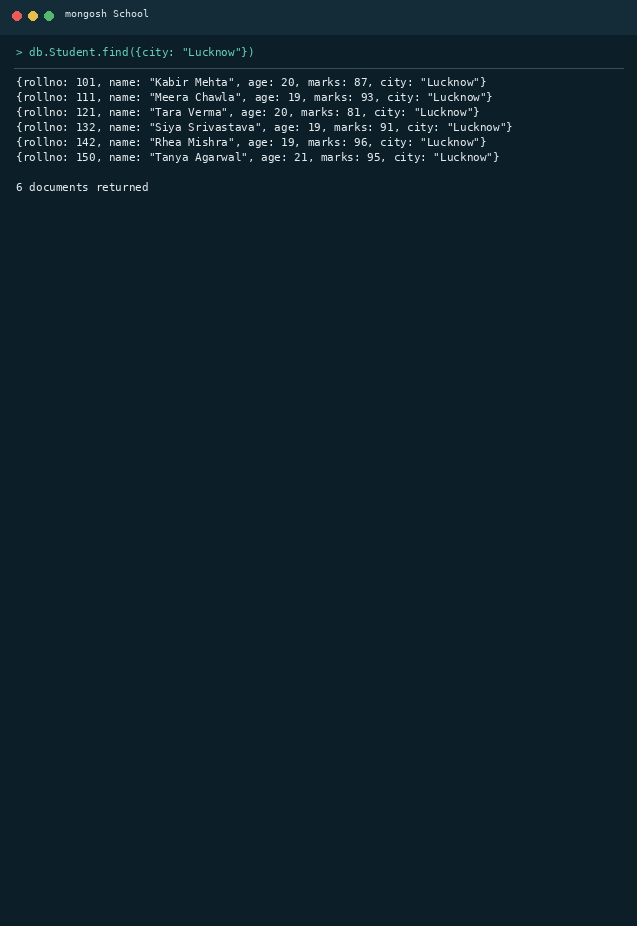 mongosh School
> db.Student.find({city: "Lucknow"})
{rollno: 101, name: "Kabir Mehta", age: 20, marks: 87, city: "Lucknow"}
{rollno: 111, name: "Meera Chawla", age: 19, marks: 93, city: "Lucknow"}
{rollno: 121, name: "Tara Verma", age: 20, marks: 81, city: "Lucknow"}
{rollno: 132, name: "Siya Srivastava", age: 19, marks: 91, city: "Lucknow"}
{rollno: 142, name: "Rhea Mishra", age: 19, marks: 96, city: "Lucknow"}
{rollno: 150, name: "Tanya Agarwal", age: 21, marks: 95, city: "Lucknow"}
6 documents returned